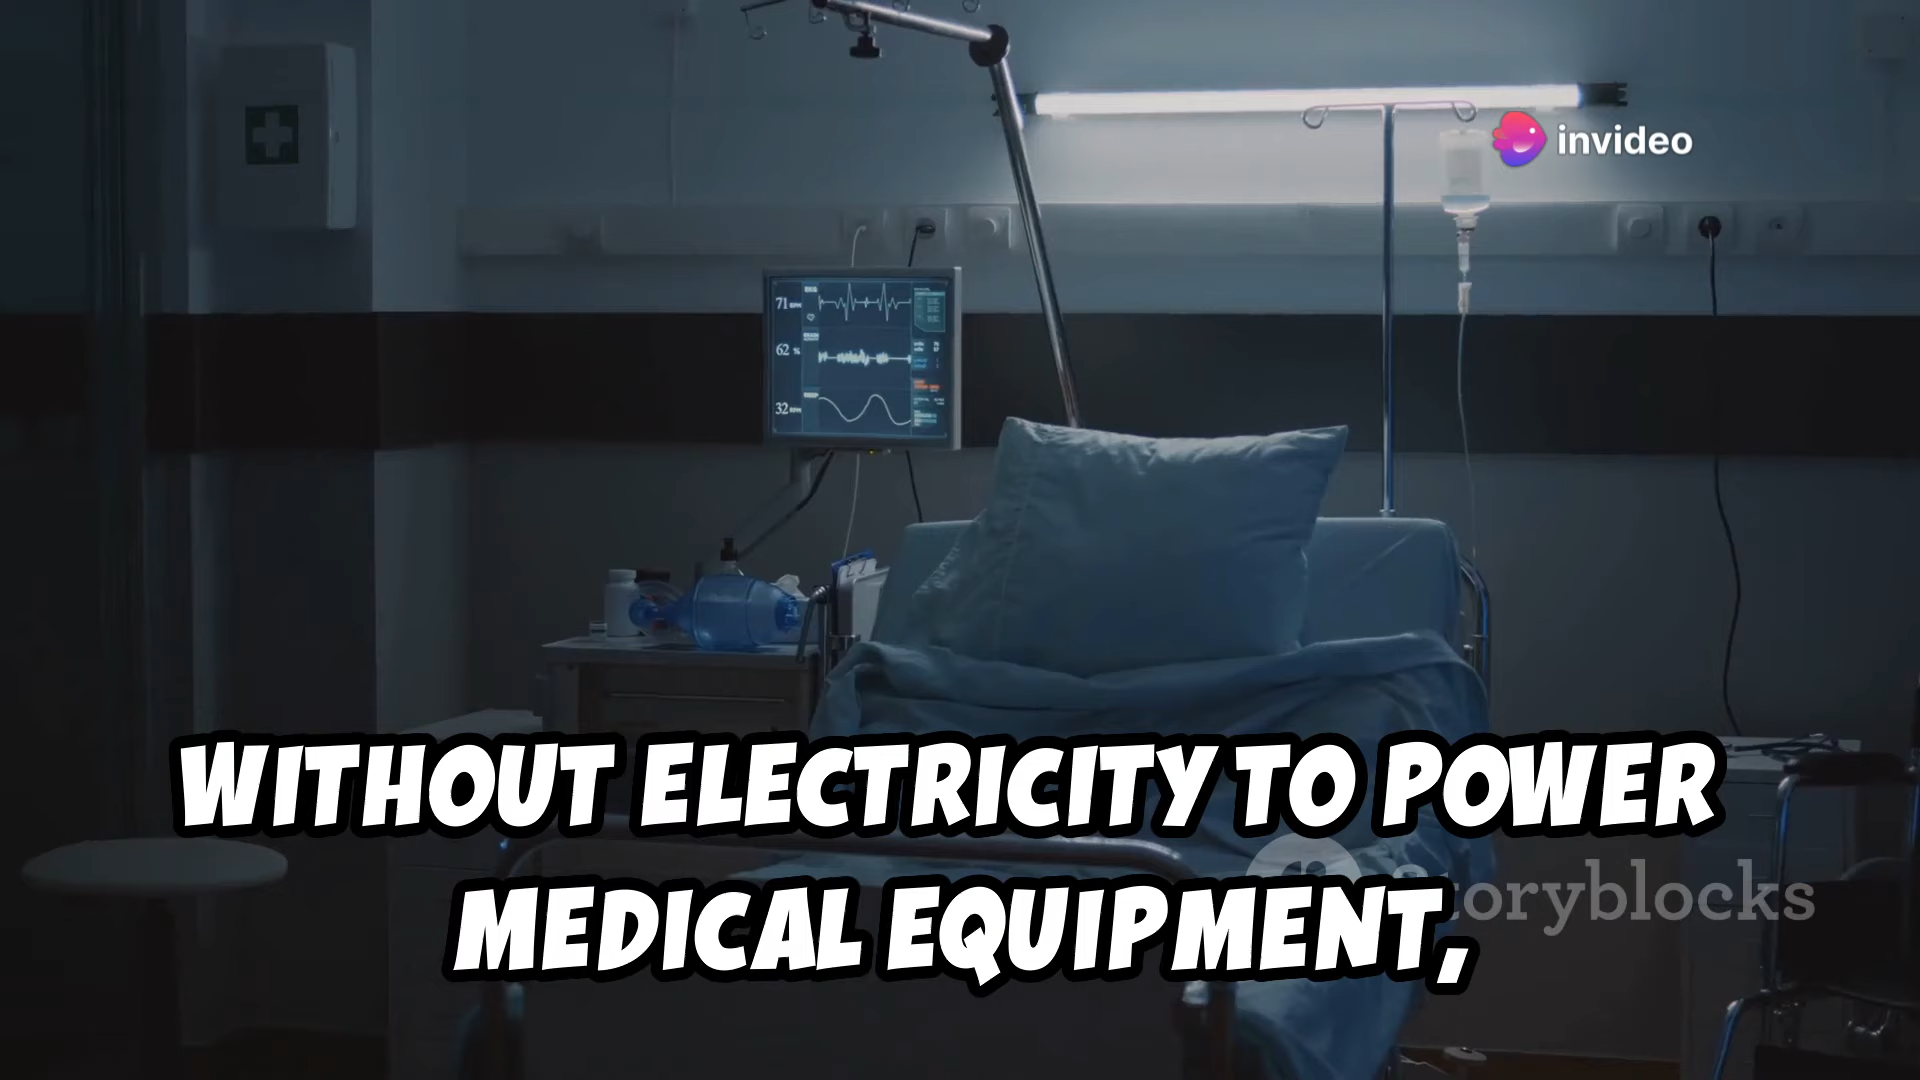 invideo
71
62 %
32
WITHOUT ELECTRICITY TO POWER
MEDICAL EQUIPMENT,
Storyblocks